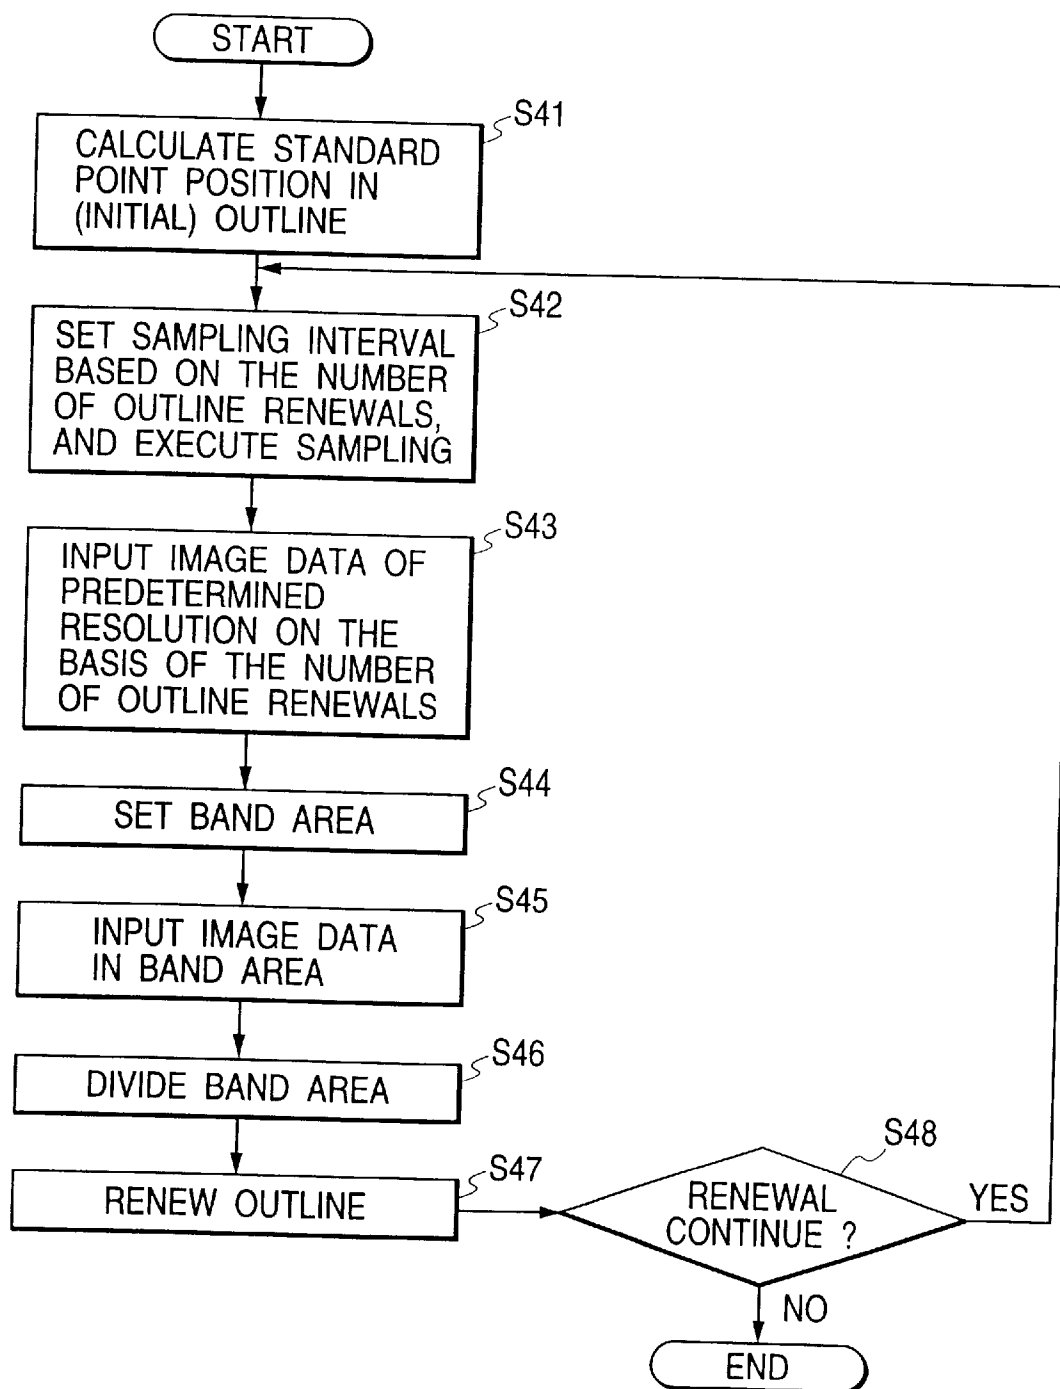 START
S41
CALCULATE STANDARD
POINT POSITION IN
(INITIAL) OUTLINE
S42
SET SAMPLING INTERVAL
BASED ON THE NUMBER
OF OUTLINE RENEWALS,
AND EXECUTE SAMPLING
S43
INPUT IMAGE DATA OF
PREDETERMINED
RESOLUTION ON THE
BASIS OF THE NUMBER
OF OUTLINE RENEWALS
S44
SET BAND AREA
S45
INPUT IMAGE DATA
IN BAND AREA
S46
DIVIDE BAND AREA
S47
RENEW OUTLINE
S48
RENEWAL
CONTINUE ?
YES
NO
END